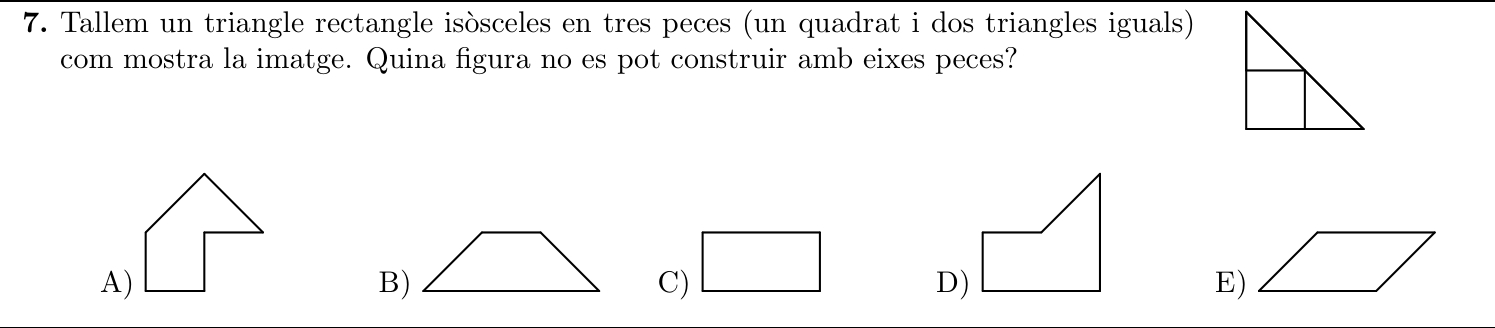 7. Tallem un triangle rectangle isòsceles en tres peces (un quadrat i dos triangles iguals)
com mostra la imatge. Quina figura no es pot construir amb eixes peces?
A) B) C) D) E)